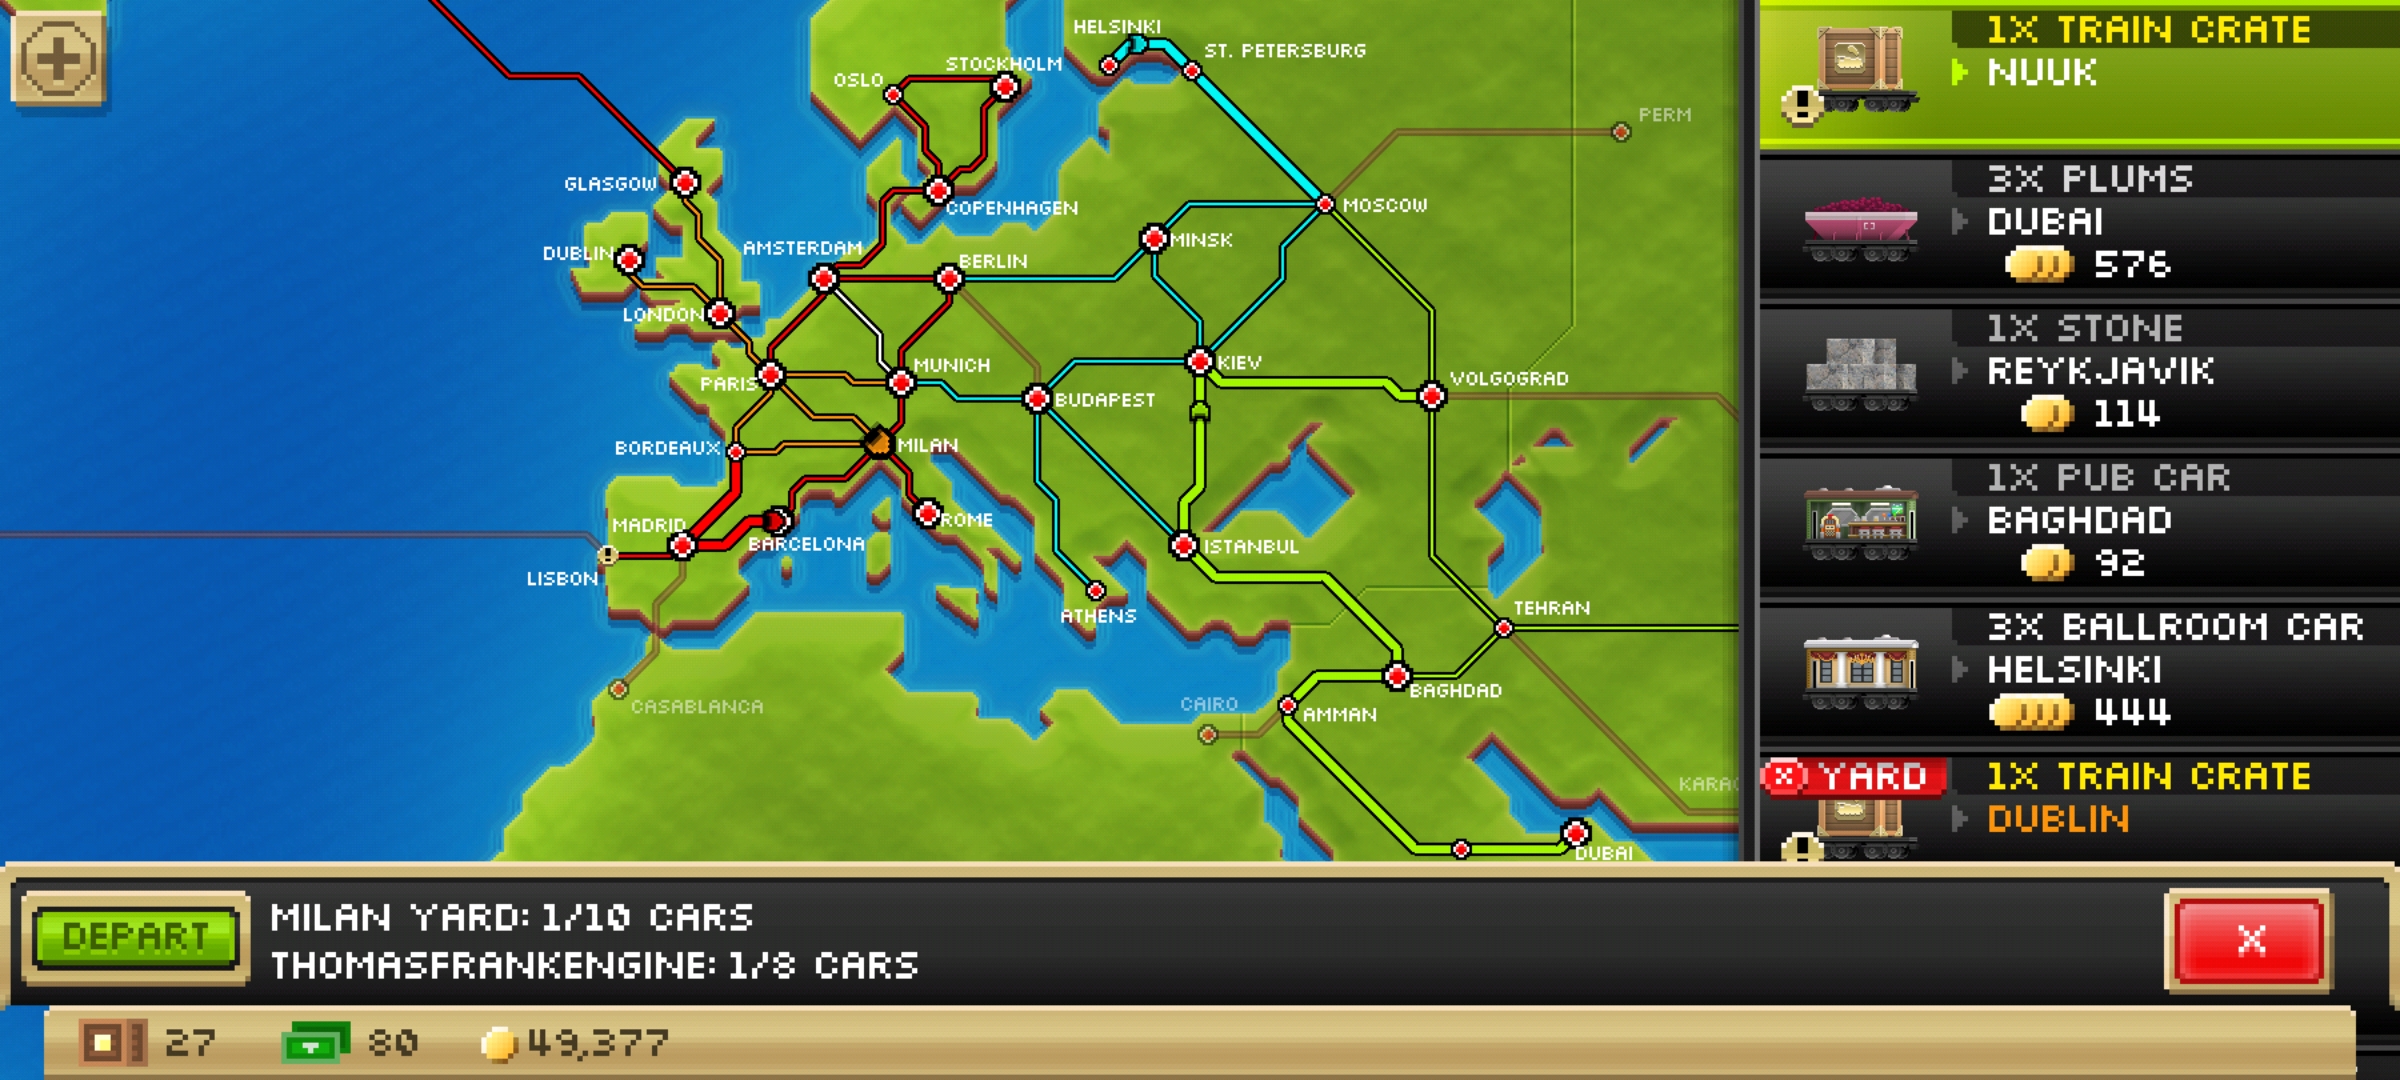 HELSINKI
ST. PETERSBURG
STOCKHOLM
OSLO
PERM
GLASGOW
COPENHAGEN
MOSCOW
DUBLIN
AMSTERDAM
BERLIN
MINSK
LONDON
PARIS
MUNICH
KIEV
VOLGOGRAD
BUDAPEST
BORDEAUX
MILAN
MADRID
BARCELONA
ROME
ISTANBUL
LISBON
ATHENS
TEHRAN
CASABLANCA
CAIRO
AMMAN
BAGHDAD
DUBAI
1X TRAIN CRATE
NUUK
3X PLUMS
DUBAI
576
1X STONE
REYKJAVIK
114
1X PUB CAR
BAGHDAD
92
3X BALLROOM CAR
HELSINKI
444
X YARD
1X TRAIN CRATE
DUBLIN
DEPART
MILAN YARD: 1/10 CARS
THOMASFRANKENGINE: 1/8 CARS
X
27
80
49,377